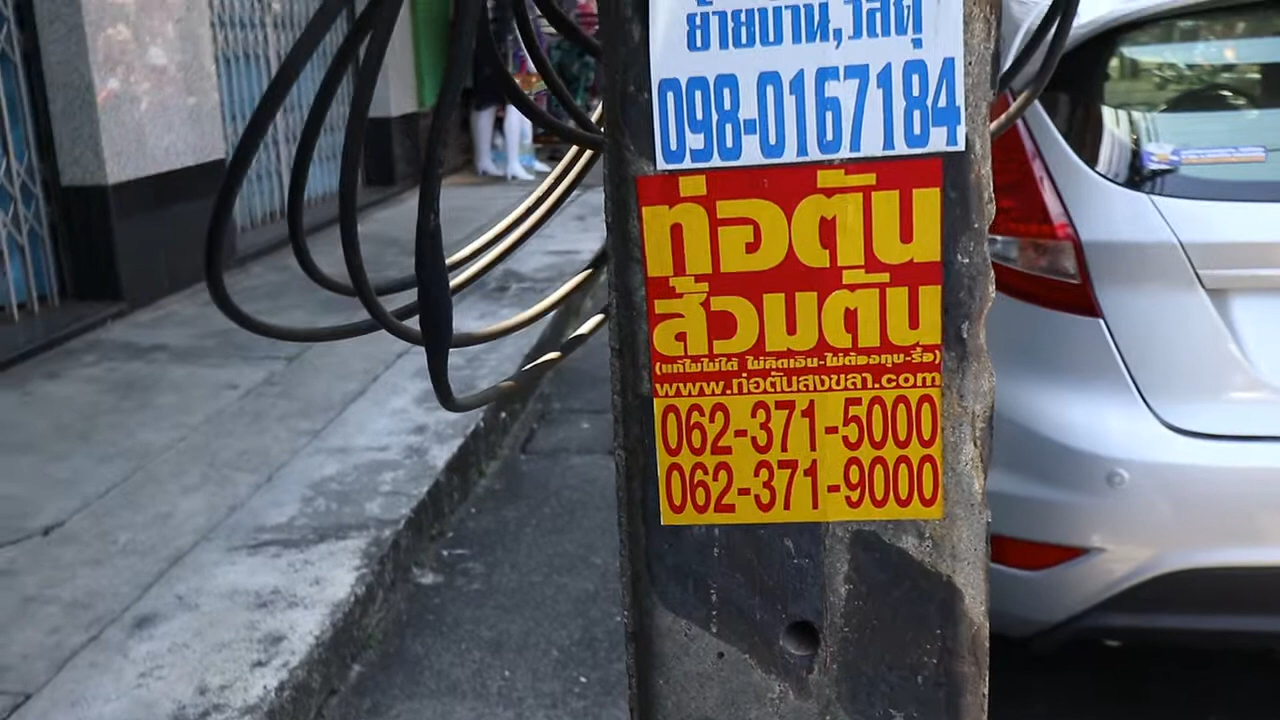 ย้ายบ้าน,วัสดุ
098-0167184
ท่อตัน
ส้วมตัน
(แก้ไขไม่ได้ ไม่คิดเงิน-ไม่ต้องทุบ-รื้อ)
www.ท่อตันสงขลา.com
062-371-5000
062-371-9000